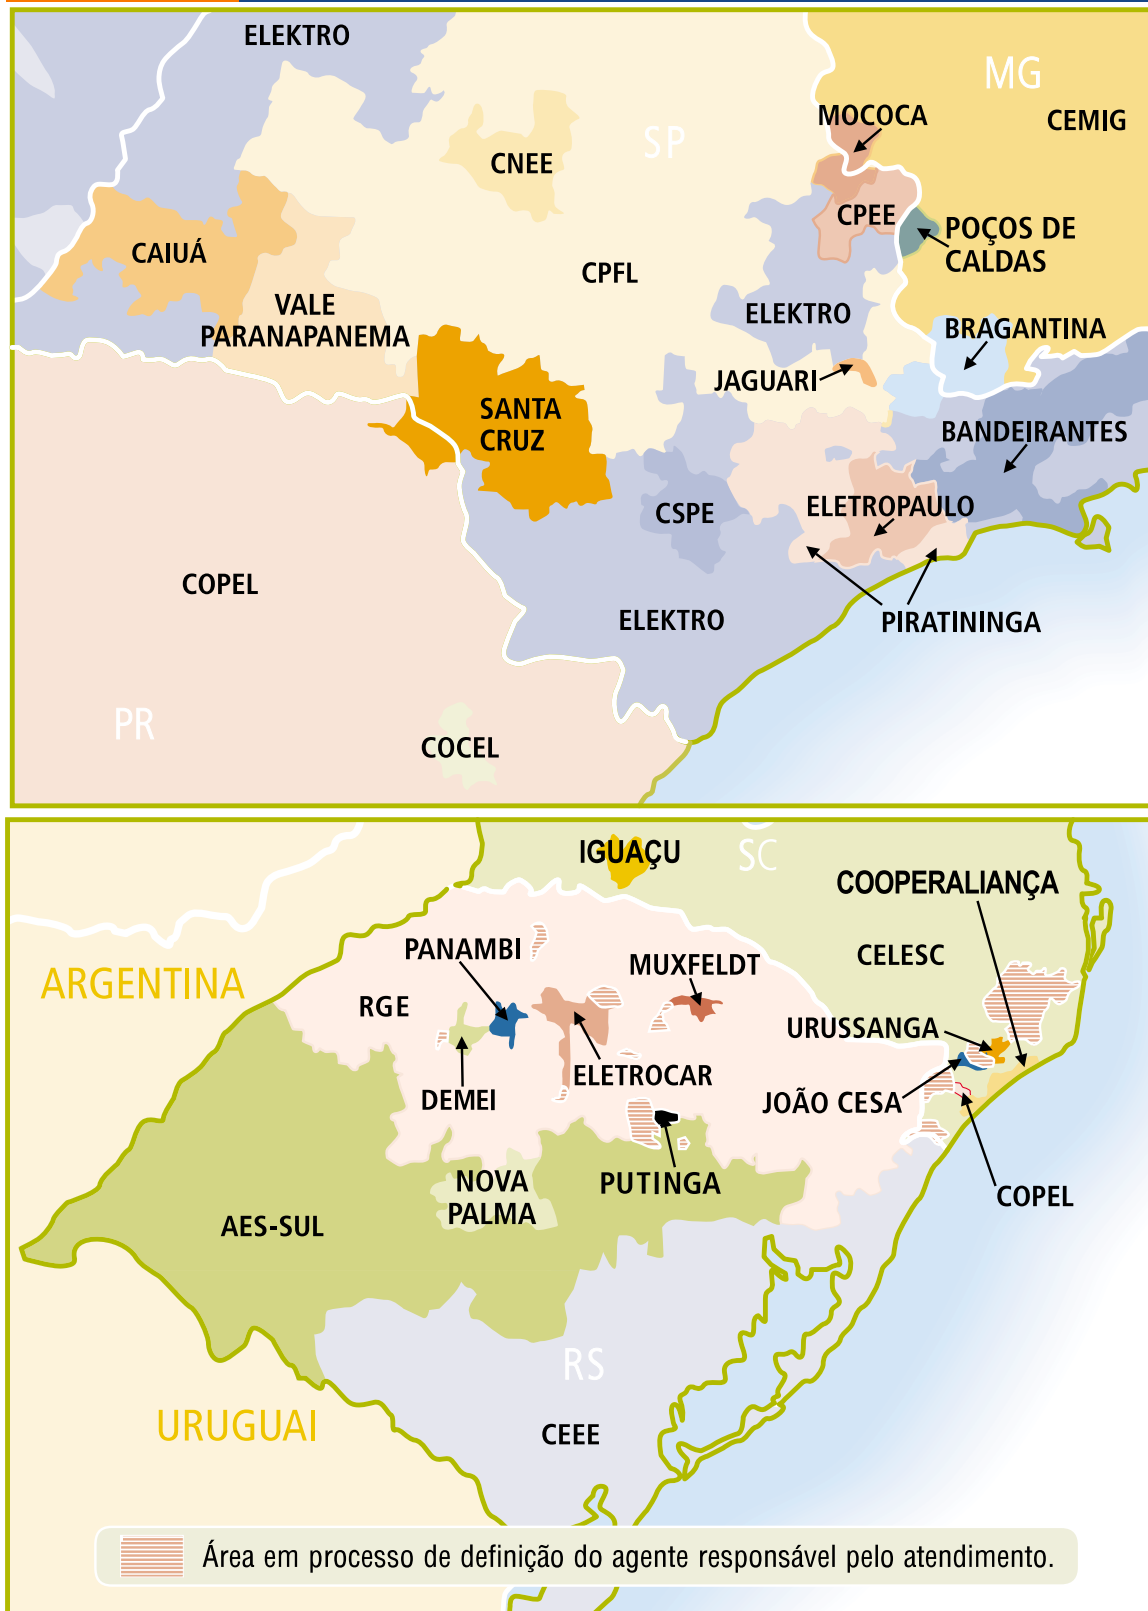 ELEKTRO
MG
MOCOCA
CEMIG
SP
CNEE
CPEE
POÇOS DE
CALDAS
CAIUÁ
CPFL
VALE
PARANAPANEMA
ELEKTRO
BRAGANTINA
JAGUARI
SANTA
CRUZ
BANDEIRANTES
CSPE
ELETROPAULO
COPEL
ELEKTRO
PIRATININGA
PR
COCEL
IGUAÇU
SC
COOPERALIANÇA
PANAMBI
MUXFELDT
CELESC
ARGENTINA
RGE
URUSSANGA
ELETROCAR
DEMEI
JOÃO CESA
NOVA
PALMA
PUTINGA
COPEL
AES-SUL
RS
URUGUAI
CEEE
Área em processo de definição do agente responsável pelo atendimento.